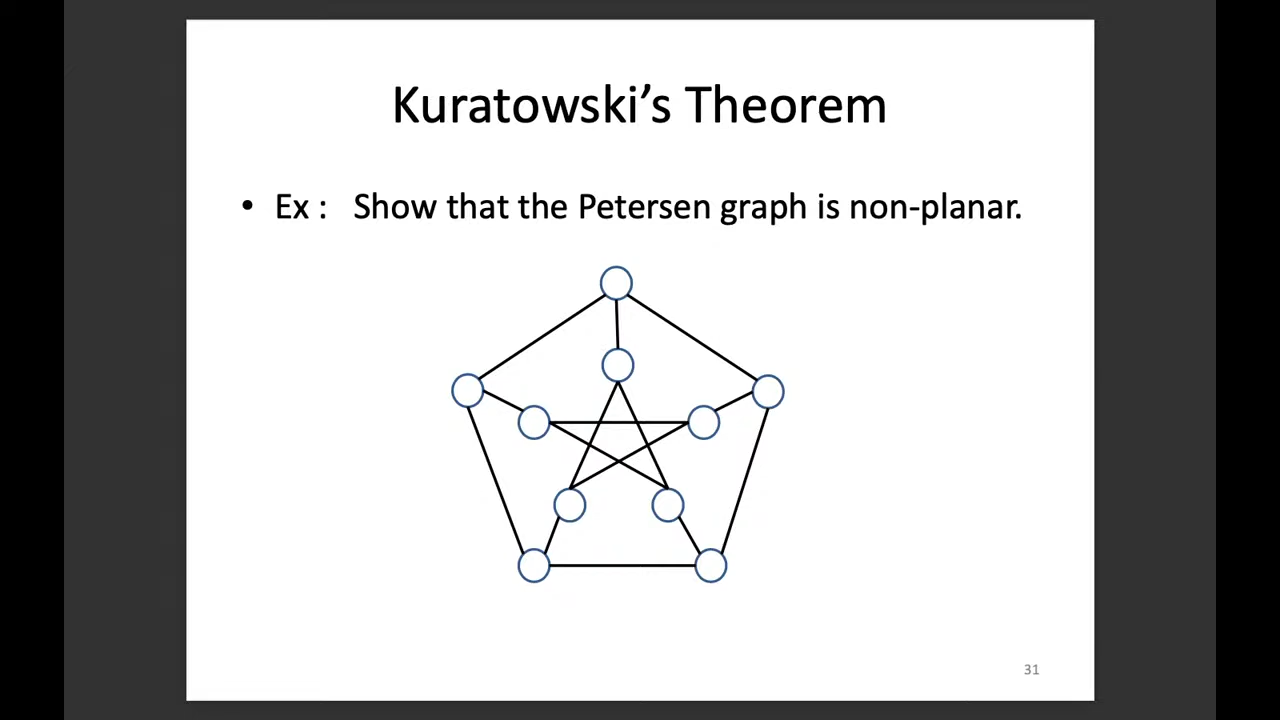 Kuratowski’s Theorem
• Ex : Show that the Petersen graph is non-planar.
31